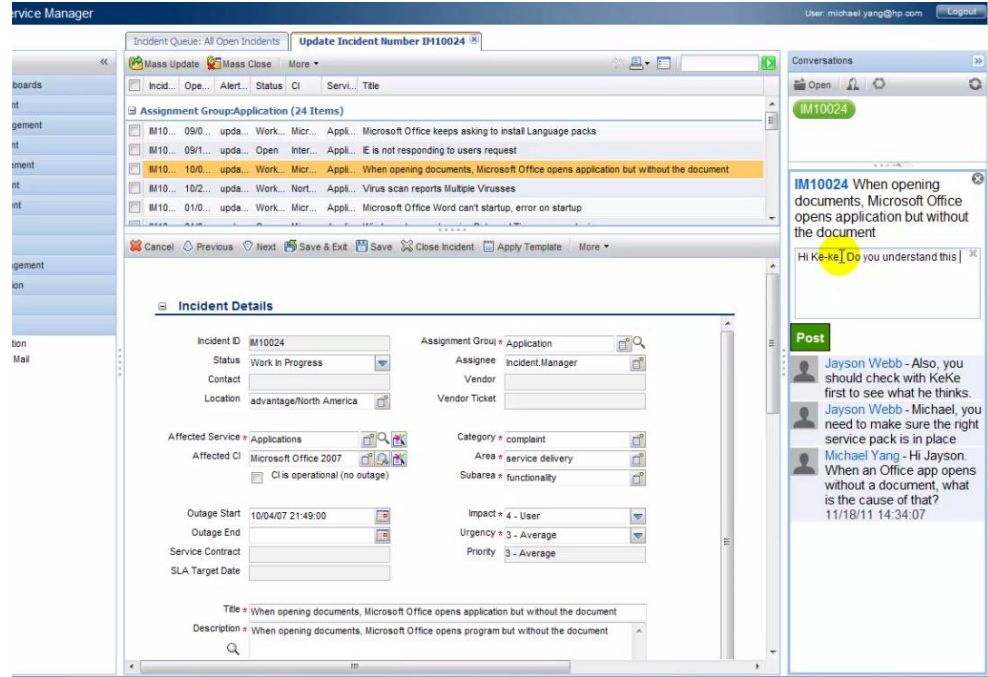 ervice Manager
User: michael.yang@hp.com Logout
Incident Queue: All Open Incidents
Update Incident Number IM10024
«
boards
nt
gement
nt
ement
nt
ent
gement
ion
tion
Mail
Mass Update Mass Close More
Incid... Ope... Alert... Status CI Servi... Title
Assignment Group:Application (24 Items)
IM10... 09/0... upda... Work... Micr... Appli... Microsoft Office keeps asking to install Language packs
IM10... 09/1... upda... Open Inter... Appli... IE is not responding to users request
IM10... 10/0... upda... Work... Micr... Appli... When opening documents, Microsoft Office opens application but without the document
IM10... 10/2... upda... Work... Nort... Appli... Virus scan reports Multiple Virusses
IM10... 01/0... upda... Work... Micr... Appli... Microsoft Office Word can't startup, error on startup
Cancel Previous Next Save & Exit Save Close Incident Apply Template More
Incident Details
Incident ID IM10024
Status Work In Progress
Contact
Location advantage/North America
Affected Service * Applications
Affected CI Microsoft Office 2007
CI is operational (no outage)
Outage Start 10/04/07 21:49:00
Outage End
Service Contract
SLA Target Date
Assignment Group * Application
Assignee Incident.Manager
Vendor
Vendor Ticket
Category * complaint
Area * service delivery
Subarea * functionality
Impact * 4 - User
Urgency * 3 - Average
Priority 3 - Average
Title * When opening documents, Microsoft Office opens application but without the document
Description * When opening documents, Microsoft Office opens program but without the document
Conversations »
Open
IM10024
IM10024 When opening
documents, Microsoft Office
opens application but without
the document
Hi Ke-ke, Do you understand this
Post
Jayson Webb - Also, you
should check with KeKe
first to see what he thinks.
Jayson Webb - Michael, you
need to make sure the right
service pack is in place
Michael Yang - Hi Jayson.
When an Office app opens
without a document, what
is the cause of that?
11/18/11 14:34:07